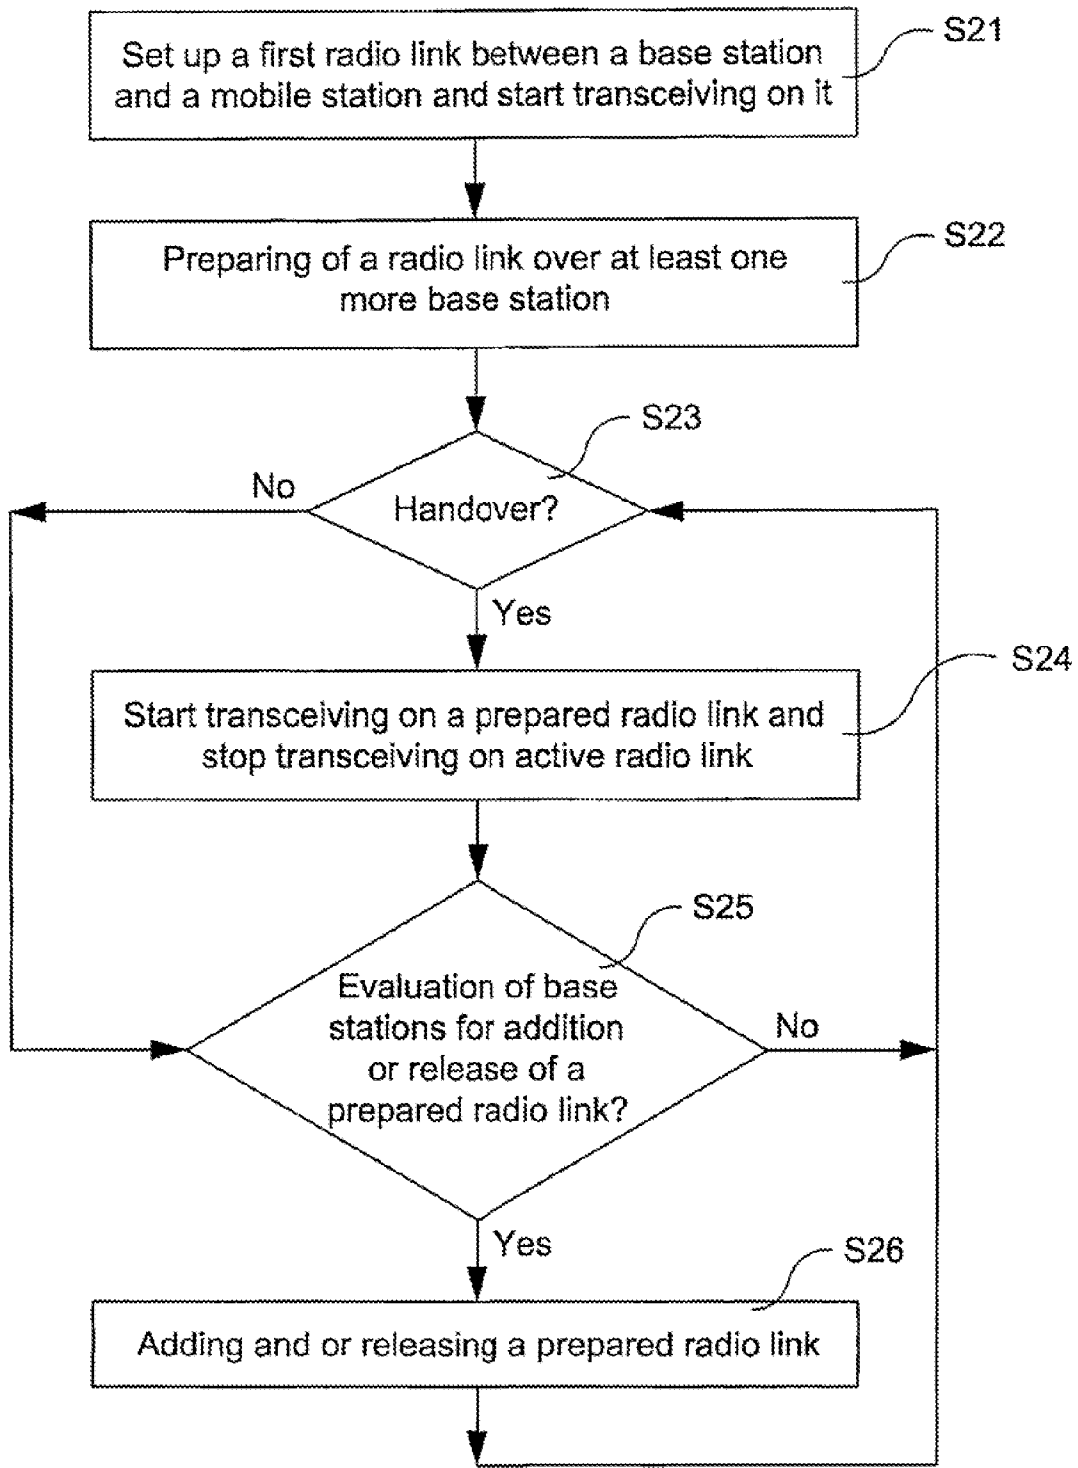 S21
Set up a first radio link between a base station
and a mobile station and start transceiving on it
S22
Preparing of a radio link over at least one
more base station
S23
No
Handover?
Yes
S24
Start transceiving on a prepared radio link and
stop transceiving on active radio link
S25
Evaluation of base
stations for addition
or release of a
prepared radio link?
No
Yes
S26
Adding and or releasing a prepared radio link